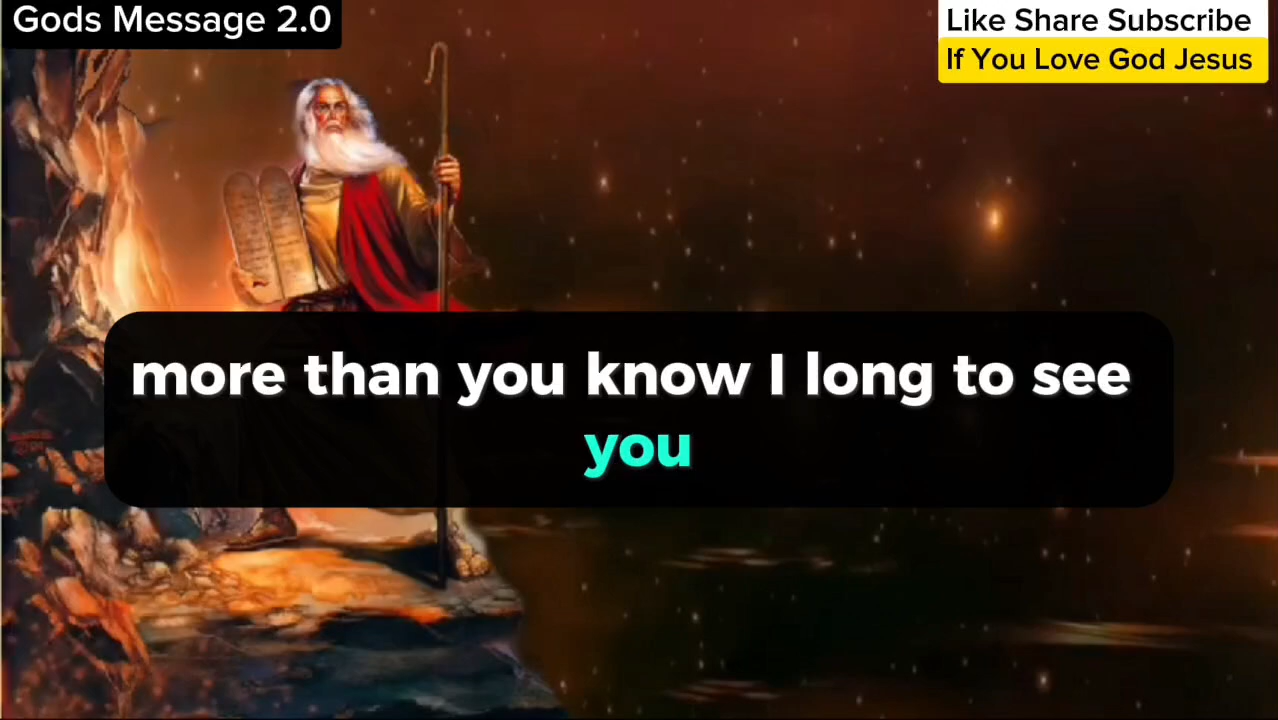 Gods Message 2.0
Like Share Subscribe
If You Love God Jesus
more than you know I long to see
you